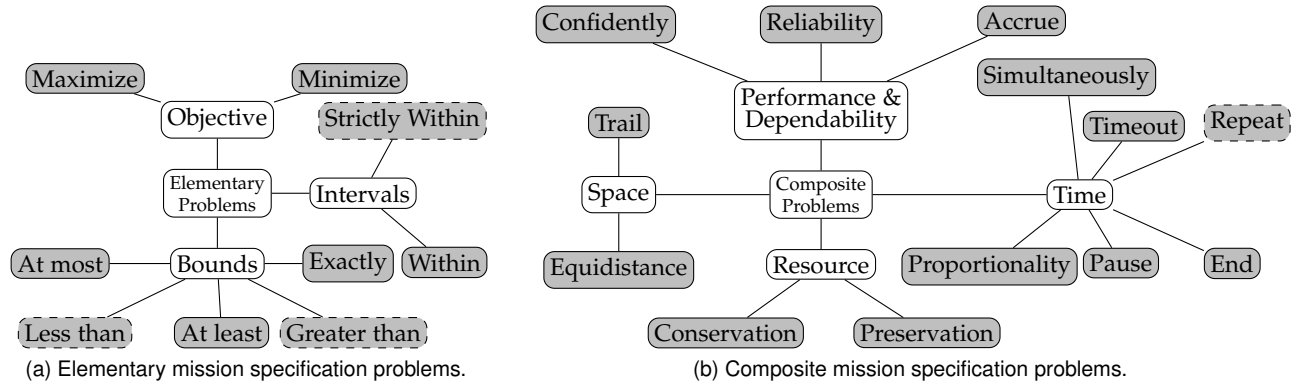 Maximize
Minimize
Objective
Strictly Within
Elementary
Problems
Intervals
At most
Bounds
Exactly
Within
Less than
At least
Greater than
(a) Elementary mission specification problems.
Confidently
Reliability
Accrue
Performance &
Dependability
Simultaneously
Trail
Timeout
Repeat
Space
Composite
Problems
Time
Equidistance
Resource
Proportionality
Pause
End
Conservation
Preservation
(b) Composite mission specification problems.